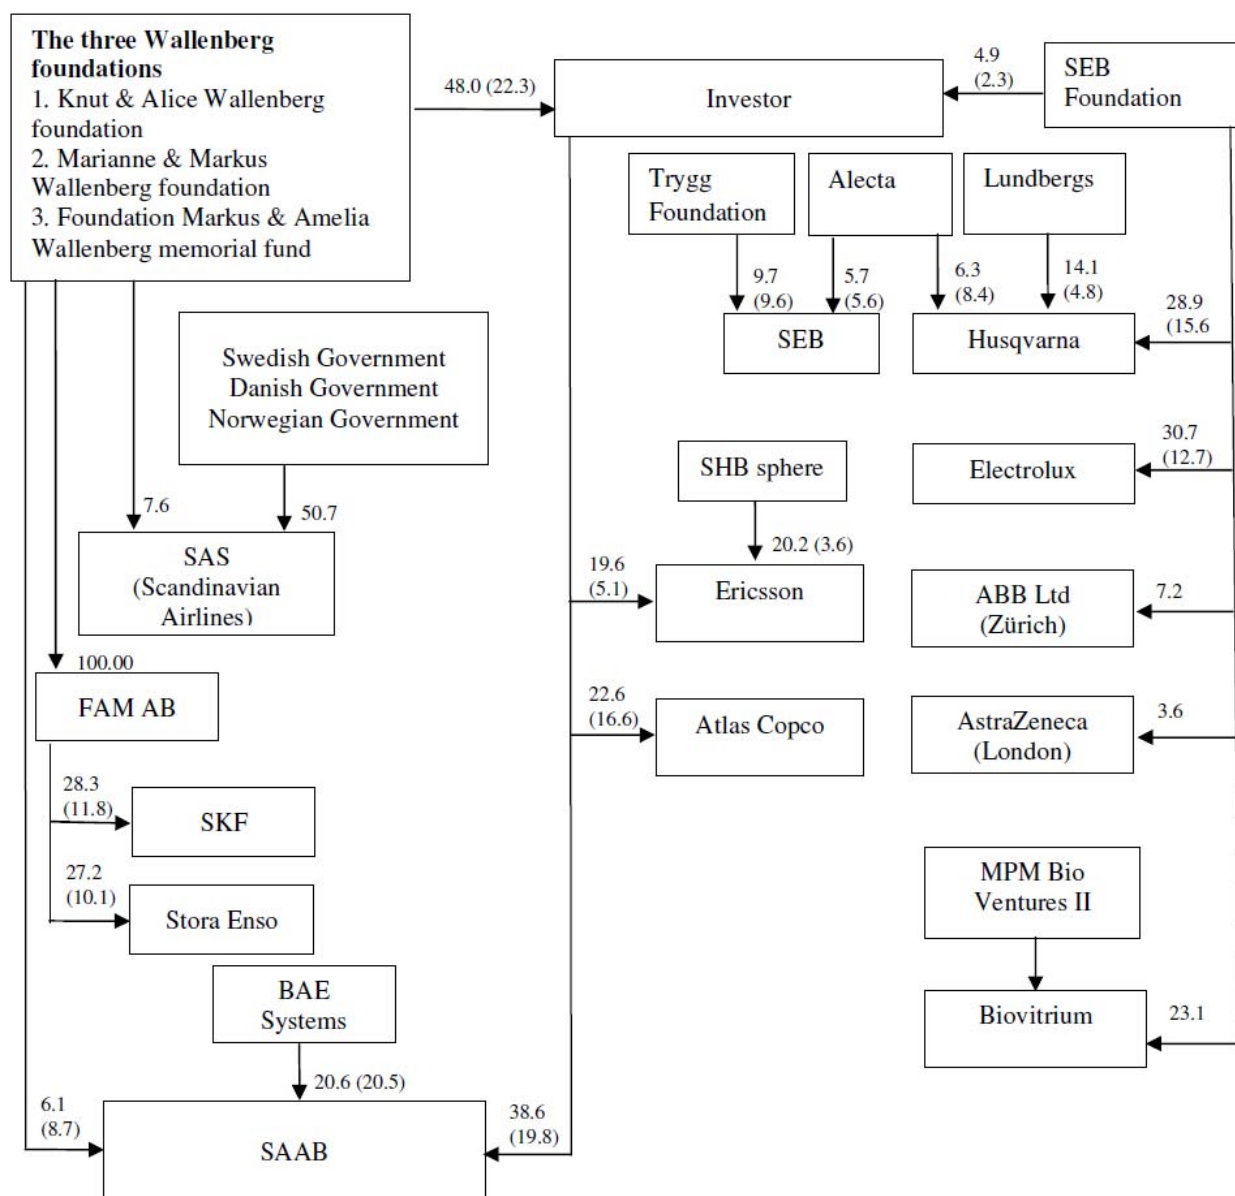 The three Wallenberg
foundations
1. Knut & Alice Wallenberg
foundation
2. Marianne & Markus
Wallenberg foundation
3. Foundation Markus & Amelia
Wallenberg memorial fund
48.0 (22.3)
Investor
4.9
(2.3)
SEB
Foundation
Trygg
Foundation
Alecta
Lundbergs
9.7
(9.6)
5.7
(5.6)
6.3
(8.4)
14.1
(4.8)
28.9
(15.6
SEB
Husqvarna
Swedish Government
Danish Government
Norwegian Government
7.6
50.7
SAS
(Scandinavian
Airlines)
SHB sphere
20.2 (3.6)
30.7
(12.7)
Electrolux
19.6
(5.1)
Ericsson
ABB Ltd
(Zürich)
7.2
100.00
FAM AB
22.6
(16.6)
Atlas Copco
AstraZeneca
(London)
3.6
28.3
(11.8)
SKF
27.2
(10.1)
Stora Enso
MPM Bio
Ventures II
BAE
Systems
Biovitrium
23.1
20.6 (20.5)
6.1
(8.7)
SAAB
38.6
(19.8)